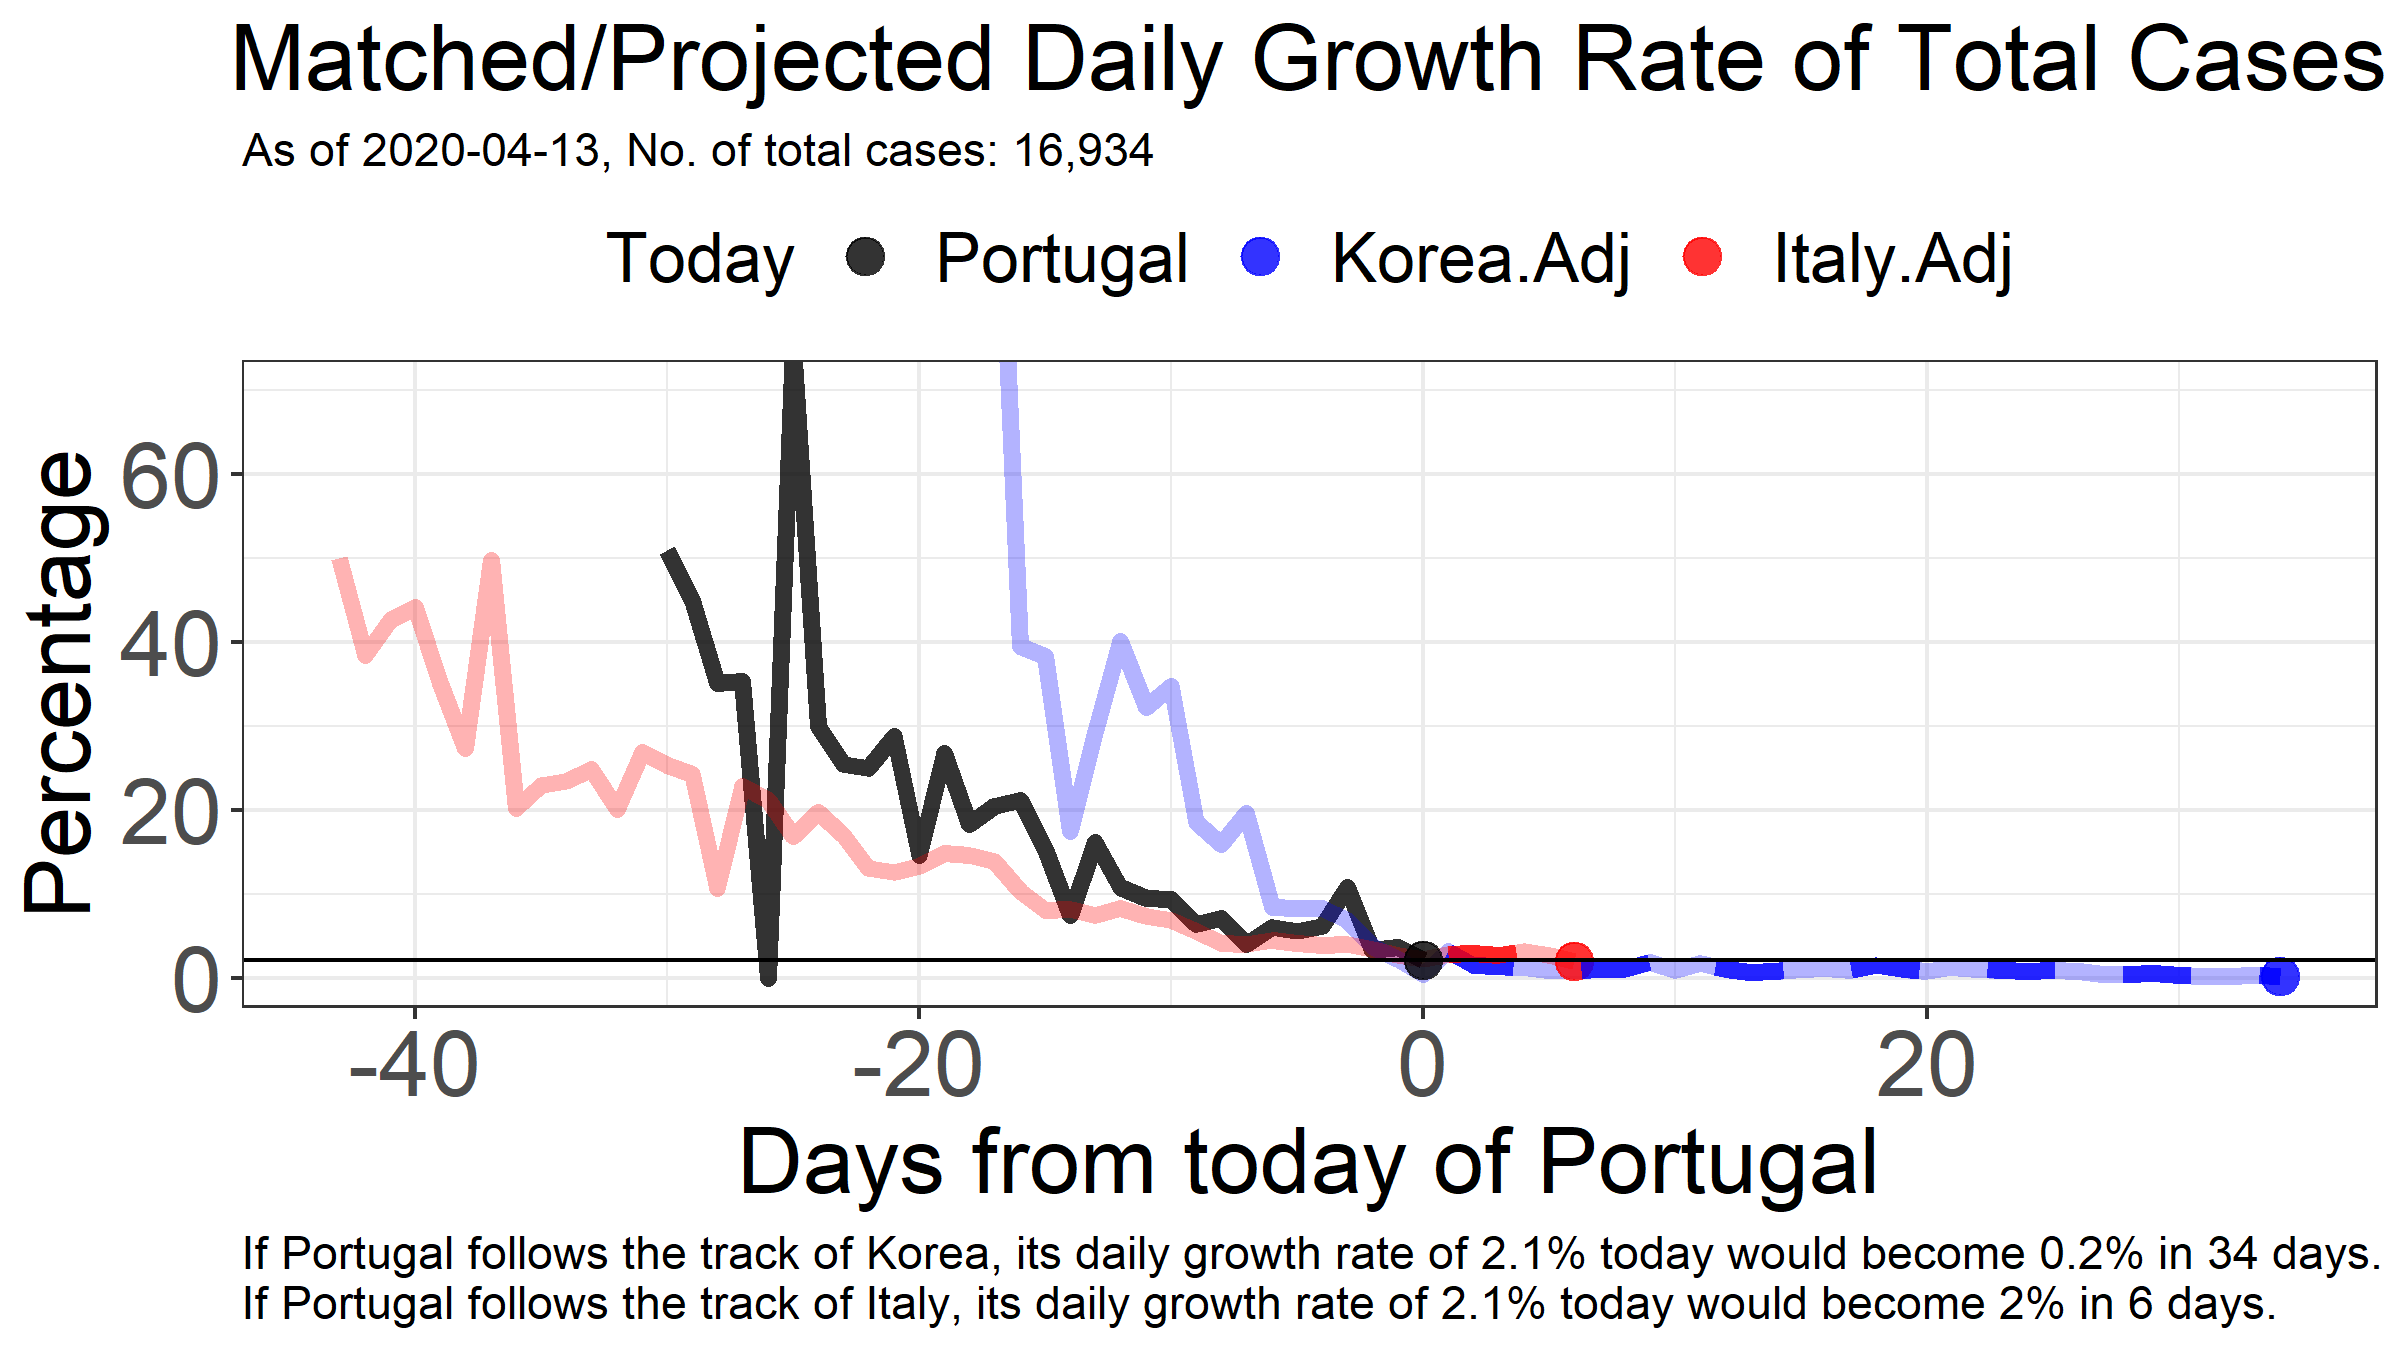 Matched/Projected Daily Growth Rate of Total Cases
As of 2020-04-13, No. of total cases: 16,934
Today Portugal Korea.Adj Italy.Adj
Percentage
60
40
20
0
-40 -20 0 20
Days from today of Portugal
If Portugal follows the track of Korea, its daily growth rate of 2.1% today would become 0.2% in 34 days.
If Portugal follows the track of Italy, its daily growth rate of 2.1% today would become 2% in 6 days.